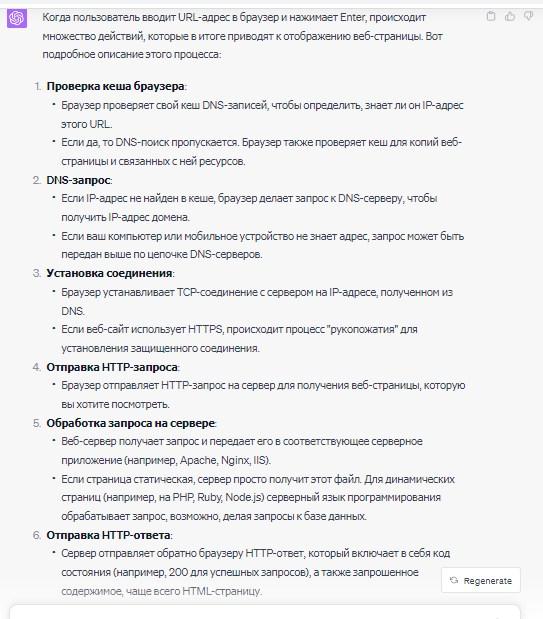 Когда пользователь вводит URL-адрес в браузер и нажимает Enter, происходит
множество действий, которые в итоге приводят к отображению веб-страницы. Вот
подробное описание этого процесса:
1. Проверка кеша браузера:
• Браузер проверяет свой кеш DNS-записей, чтобы определить, знает ли он IP-адрес
этого URL.
• Если да, то DNS-поиск пропускается. Браузер также проверяет кеш для копий веб-
страницы и связанных с ней ресурсов.
2. DNS-запрос:
• Если IP-адрес не найден в кеше, браузер делает запрос к DNS-серверу, чтобы
получить IP-адрес домена.
• Если ваш компьютер или мобильное устройство не знает адрес, запрос может быть
передан выше по цепочке DNS-серверов.
3. Установка соединения:
• Браузер устанавливает TCP-соединение с сервером на IP-адресе, полученном из
DNS.
• Если веб-сайт использует HTTPS, происходит процесс "рукопожатия" для
установления защищенного соединения.
4. Отправка HTTP-запроса:
• Браузер отправляет HTTP-запрос на сервер для получения веб-страницы, которую
вы хотите посмотреть.
5. Обработка запроса на сервере:
• Веб-сервер получает запрос и передает его в соответствующее серверное
приложение (например, Apache, Nginx, IIS).
• Если страница статическая, сервер просто получит этот файл. Для динамических
страниц (например, на PHP, Ruby, Node.js) серверный язык программирования
обрабатывает запрос, возможно, делая запросы к базе данных.
6. Отправка HTTP-ответа:
• Сервер отправляет обратно браузеру HTTP-ответ, который включает в себя код
состояния (например, 200 для успешных запросов), а также запрошенное
содержимое, чаще всего HTML-страницу.
Regenerate